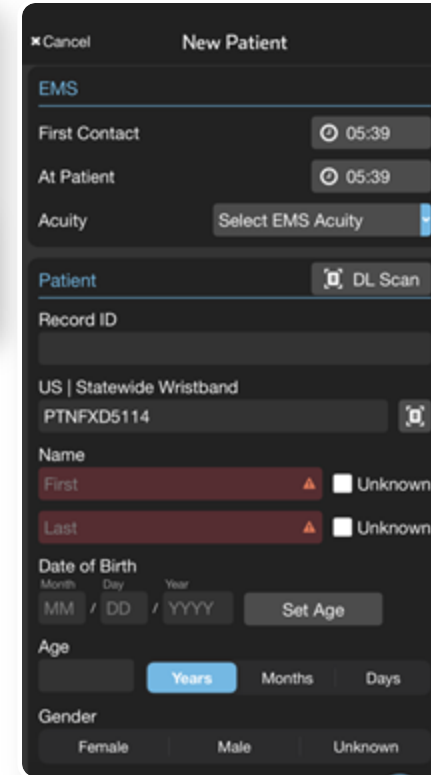 ×Cancel New Patient
EMS
First Contact 05:39
At Patient 05:39
Acuity Select EMS Acuity
Patient DL Scan
Record ID
US | Statewide Wristband
PTNFXD5114
Name
First Unknown
Last Unknown
Date of Birth
Month Day Year
MM / DD / YYYY Set Age
Age
Years Months Days
Gender
Female Male Unknown